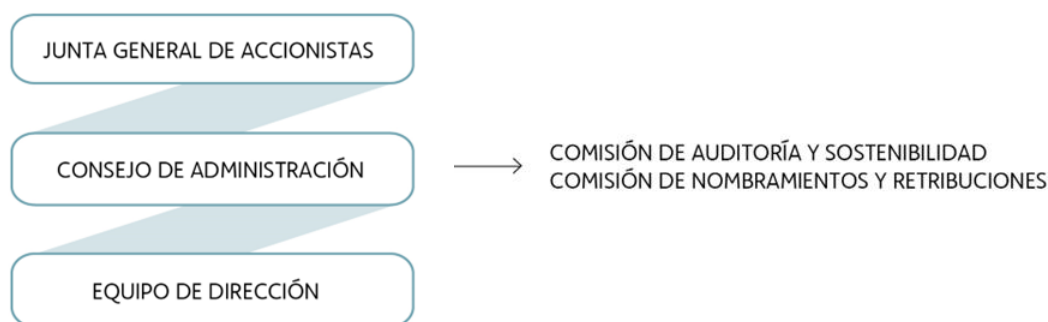 JUNTA GENERAL DE ACCIONISTAS
CONSEJO DE ADMINISTRACIÓN
COMISIÓN DE AUDITORÍA Y SOSTENIBILIDAD
COMISIÓN DE NOMBRAMIENTOS Y RETRIBUCIONES
EQUIPO DE DIRECCIÓN